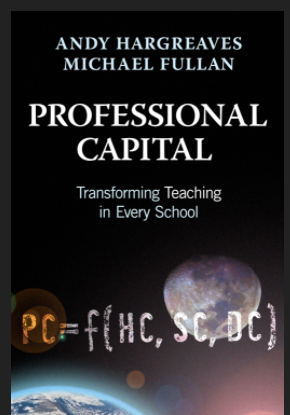 ANDY HARGREAVES
MICHAEL FULLAN
PROFESSIONAL
CAPITAL
Transforming Teaching
in Every School
PC=f(HC, SC, DC)